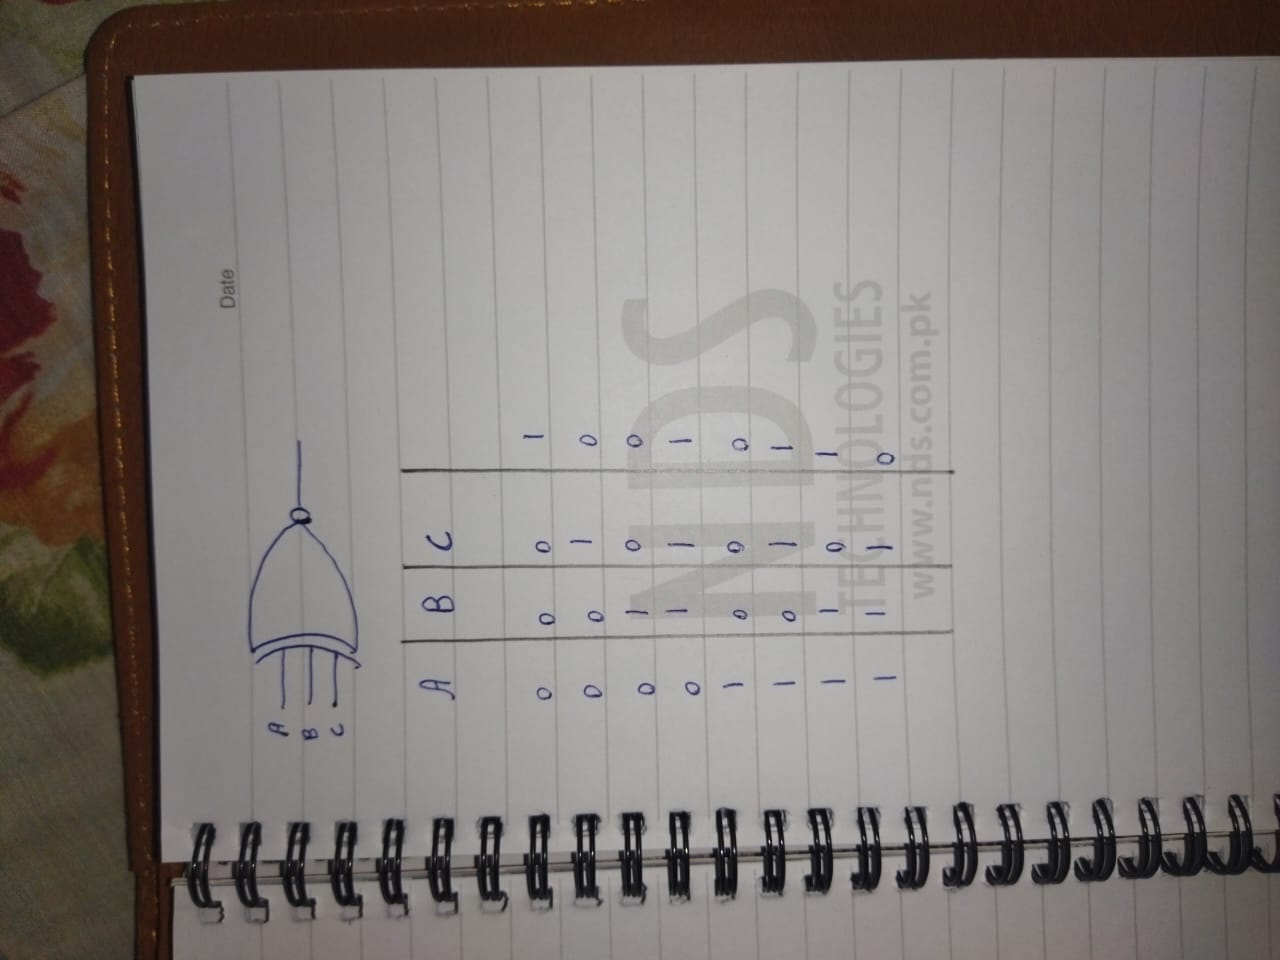 Date
A
B
C
A B C
0 0 0 1
0 0 1 0
0 1 0 0
0 1 1 1
1 0 0 0
1 0 1 1
1 1 0 1
1 1 1 0
NDS
TECHNOLOGIES
www.nds.com.pk